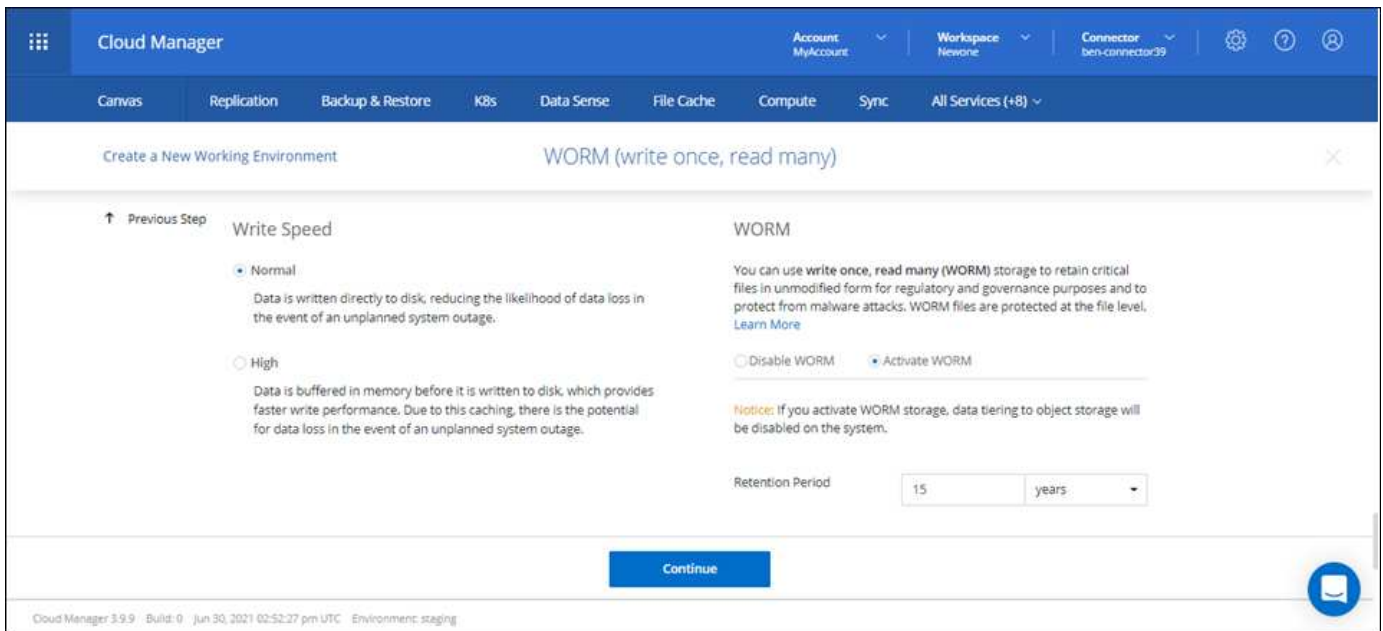 Cloud Manager
Account
MyAccount
Workspace
Newone
Connector
ben-connector39
Canvas
Replication
Backup & Restore
K8s
Data Sense
File Cache
Compute
Sync
All Services (+8)
Create a New Working Environment
WORM (write once, read many)
↑ Previous Step
Write Speed
Normal
Data is written directly to disk, reducing the likelihood of data loss in
the event of an unplanned system outage.
High
Data is buffered in memory before it is written to disk, which provides
faster write performance. Due to this caching, there is the potential
for data loss in the event of an unplanned system outage.
WORM
You can use write once, read many (WORM) storage to retain critical
files in unmodified form for regulatory and governance purposes and to
protect from malware attacks. WORM files are protected at the file level.
Learn More
Disable WORM
Activate WORM
Notice: If you activate WORM storage, data tiering to object storage will
be disabled on the system.
Retention Period
15
years
Continue
Cloud Manager 3.9.9 Build: 0 Jun 30, 2021 02:52:27 pm UTC Environment: staging